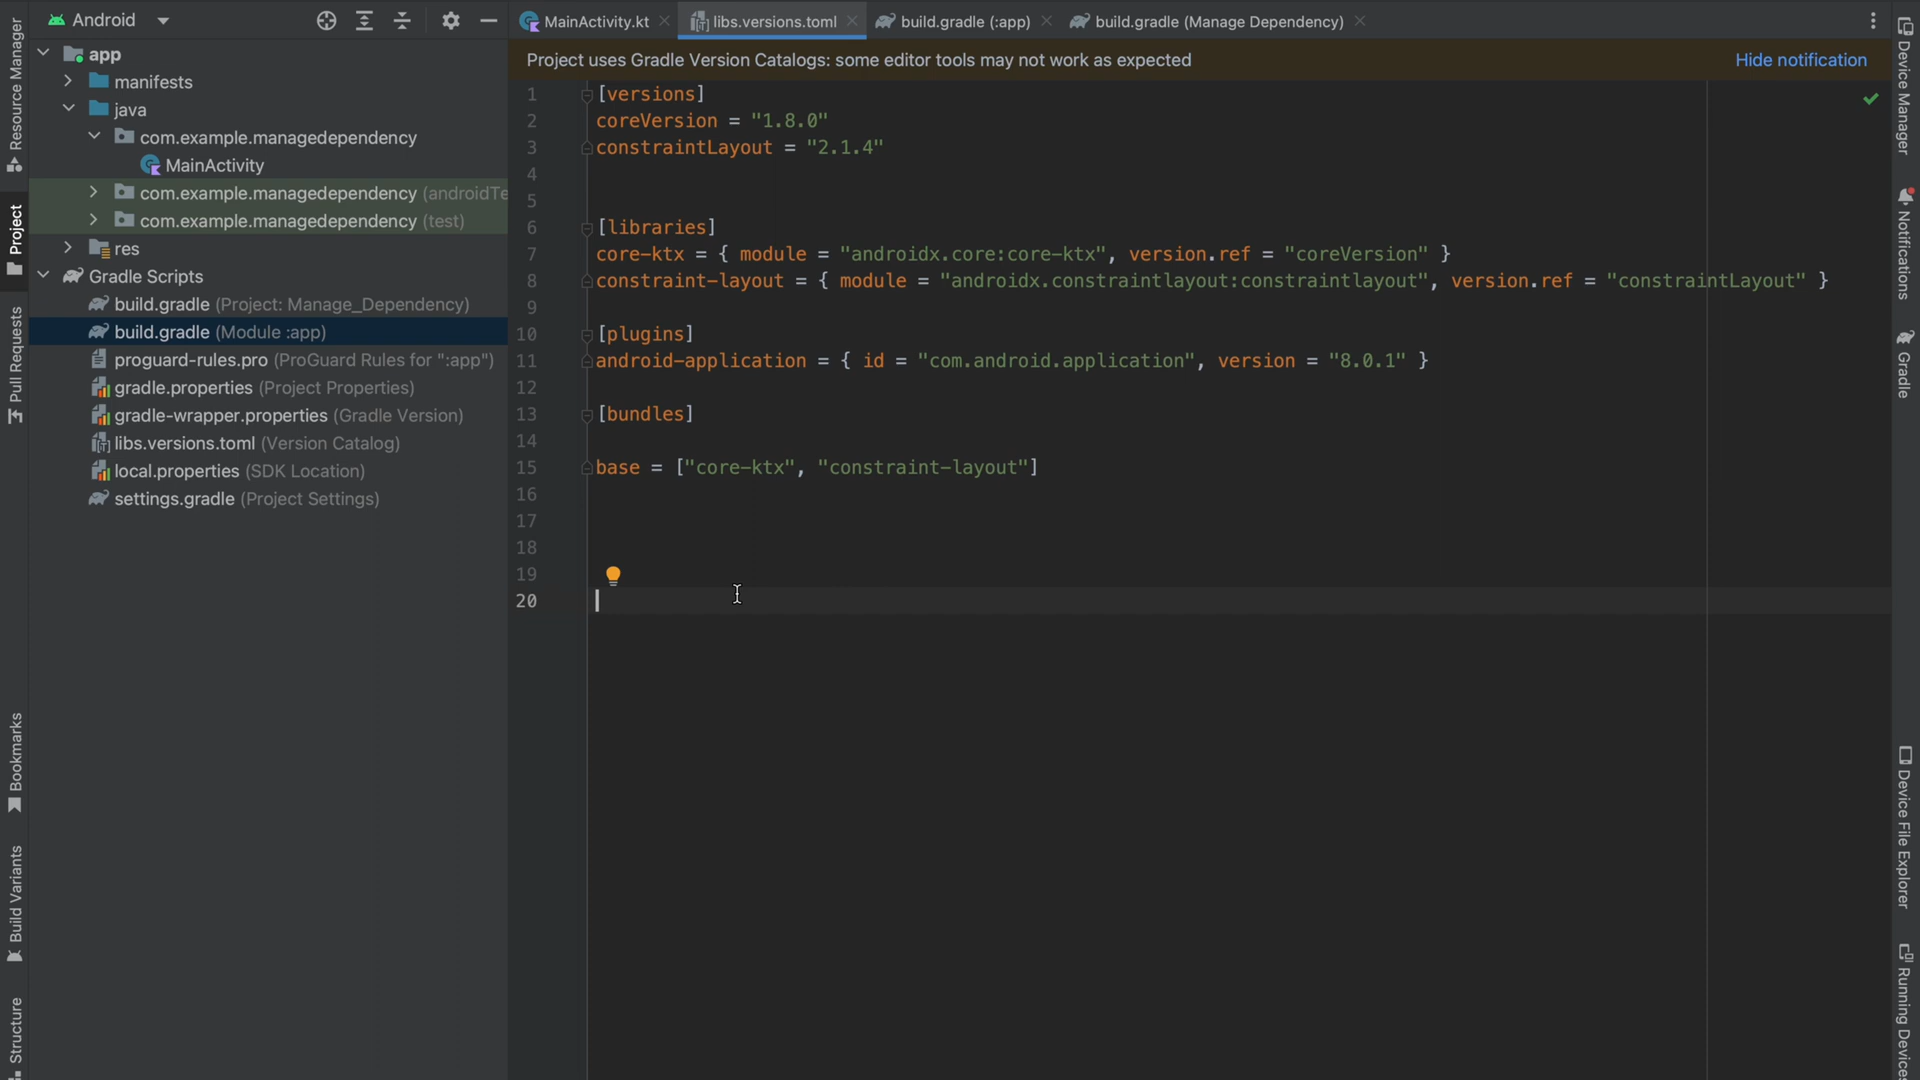 Android
MainActivity.kt
libs.versions.toml
build.gradle (:app)
build.gradle (Manage Dependency)
Project uses Gradle Version Catalogs: some editor tools may not work as expected
Hide notification
Resource Manager
Project
Pull Requests
Bookmarks
Build Variants
Structure
app
manifests
java
com.example.managedependency
MainActivity
com.example.managedependency (androidTe
com.example.managedependency (test)
res
Gradle Scripts
build.gradle (Project: Manage_Dependency)
build.gradle (Module :app)
proguard-rules.pro (ProGuard Rules for ":app")
gradle.properties (Project Properties)
gradle-wrapper.properties (Gradle Version)
libs.versions.toml (Version Catalog)
local.properties (SDK Location)
settings.gradle (Project Settings)
1 [versions]
2 coreVersion = "1.8.0"
3 constraintLayout = "2.1.4"
4
5
6 [libraries]
7 core-ktx = { module = "androidx.core:core-ktx", version.ref = "coreVersion" }
8 constraint-layout = { module = "androidx.constraintlayout:constraintlayout", version.ref = "constraintLayout" }
9
10 [plugins]
11 android-application = { id = "com.android.application", version = "8.0.1" }
12
13 [bundles]
14
15 base = ["core-ktx", "constraint-layout"]
16
17
18
19
20
Device Manager
Notifications
Gradle
Device File Explorer
Running Devices